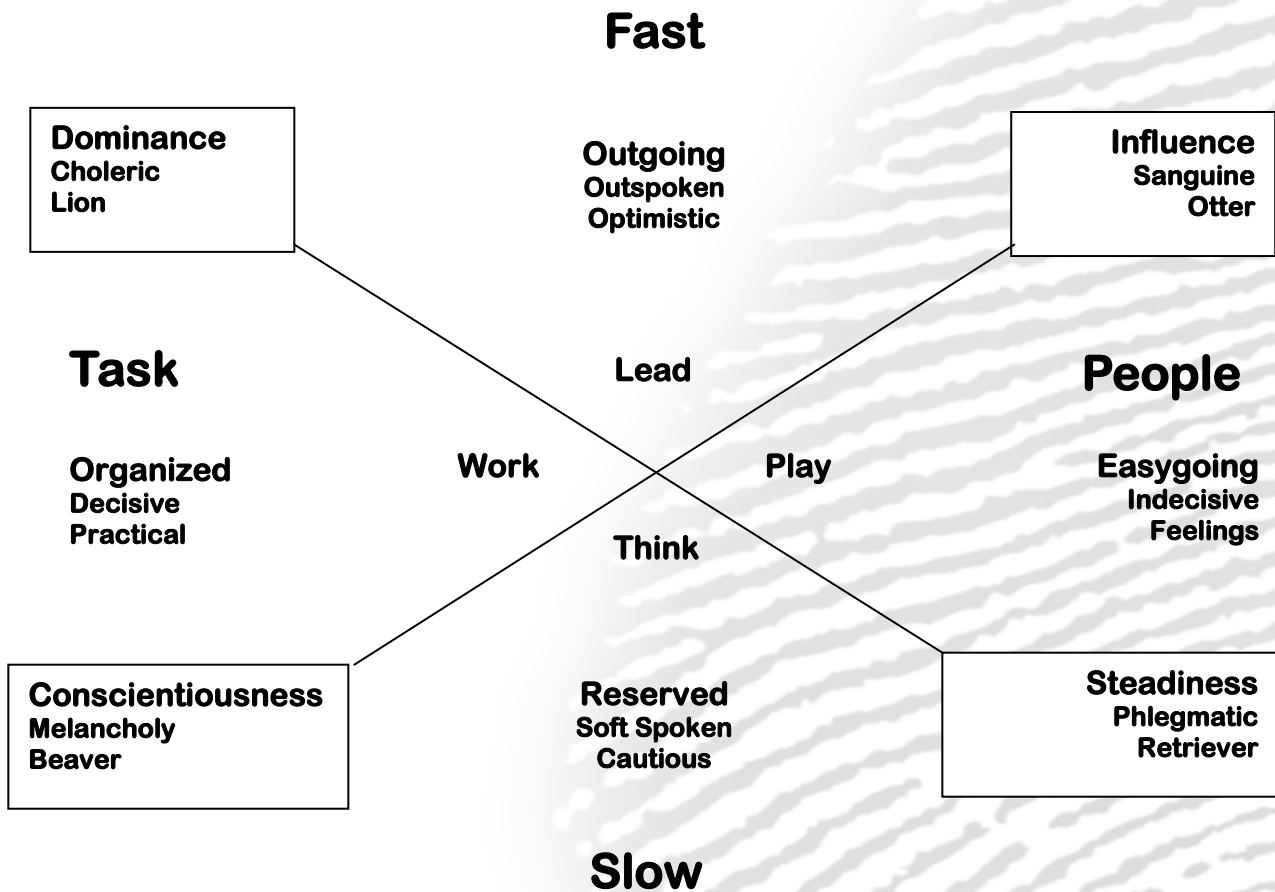 Fast
Dominance
Choleric
Lion
Outgoing
Outspoken
Optimistic
Influence
Sanguine
Otter
Task
Lead
People
Organized
Decisive
Practical
Work
Play
Easygoing
Indecisive
Feelings
Think
Conscientiousness
Melancholy
Beaver
Reserved
Soft Spoken
Cautious
Steadiness
Phlegmatic
Retriever
Slow